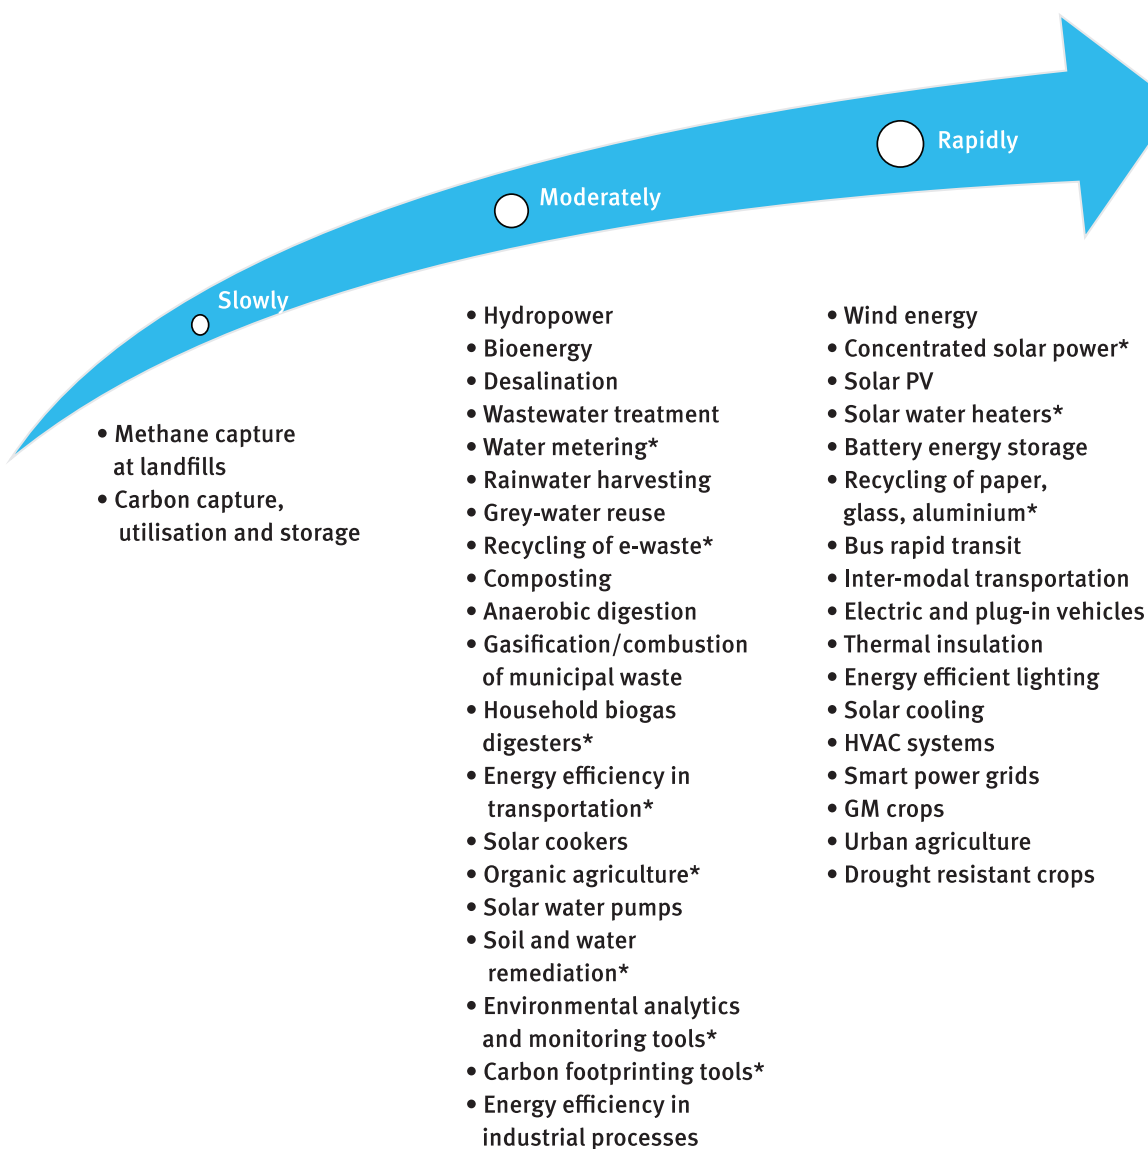 Rapidly
Moderately
Slowly
• Methane capture
at landfills
• Carbon capture,
utilisation and storage
• Hydropower
• Bioenergy
• Desalination
• Wastewater treatment
• Water metering*
• Rainwater harvesting
• Grey-water reuse
• Recycling of e-waste*
• Composting
• Anaerobic digestion
• Gasification/combustion
of municipal waste
• Household biogas
digesters*
• Energy efficiency in
transportation*
• Solar cookers
• Organic agriculture*
• Solar water pumps
• Soil and water
remediation*
• Environmental analytics
and monitoring tools*
• Carbon footprinting tools*
• Energy efficiency in
industrial processes
• Wind energy
• Concentrated solar power*
• Solar PV
• Solar water heaters*
• Battery energy storage
• Recycling of paper,
glass, aluminium*
• Bus rapid transit
• Inter-modal transportation
• Electric and plug-in vehicles
• Thermal insulation
• Energy efficient lighting
• Solar cooling
• HVAC systems
• Smart power grids
• GM crops
• Urban agriculture
• Drought resistant crops